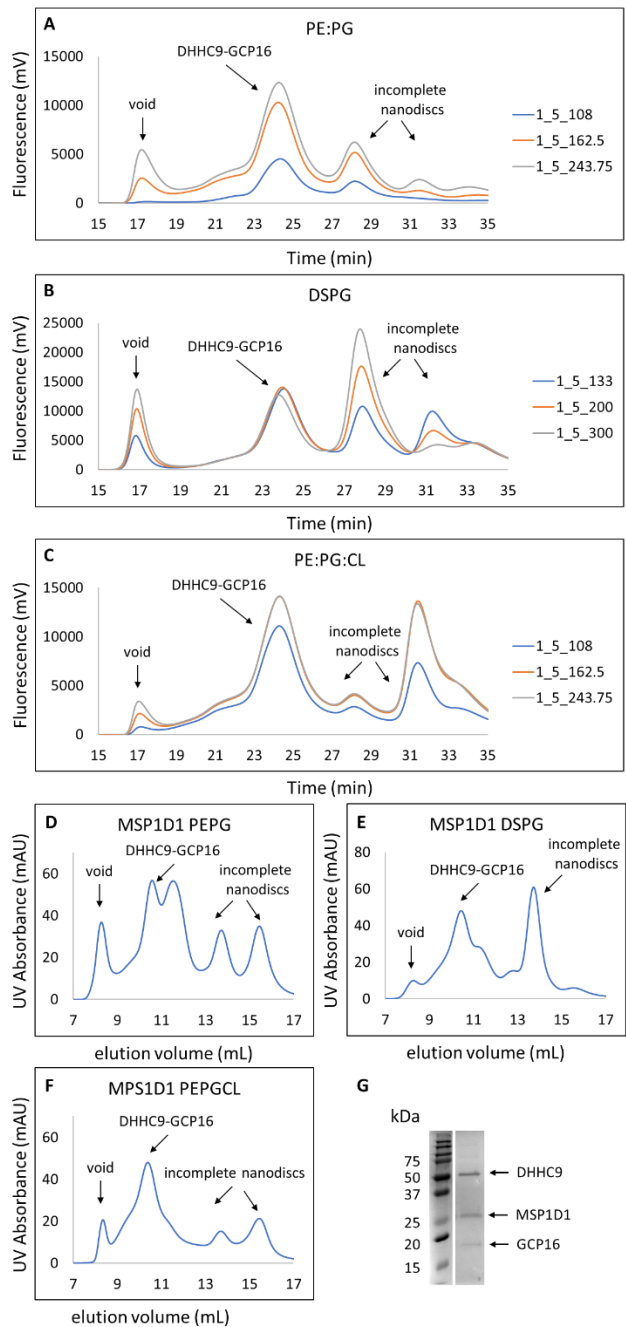 A
PE:PG
DHHC9-GCP16
incomplete
nanodiscs
void
Fluorescence (mV)
15000
10000
5000
0
15 17 19 21 23 25 27 29 31 33 35
Time (min)
1_5_108
1_5_162.5
1_5_243.75
B
DSPG
incomplete
nanodiscs
void
DHHC9-GCP16
Fluorescence (mV)
25000
20000
15000
10000
5000
0
15 17 19 21 23 25 27 29 31 33 35
Time (min)
1_5_133
1_5_200
1_5_300
C
PE:PG:CL
DHHC9-GCP16
incomplete
nanodiscs
void
Fluorescence (mV)
15000
10000
5000
0
15 17 19 21 23 25 27 29 31 33 35
Time (min)
1_5_108
1_5_162.5
1_5_243.75
D
MSP1D1 PEPG
DHHC9-GCP16
void
incomplete
nanodiscs
UV Absorbance (mAU)
60
40
20
0
7 9 11 13 15 17
elution volume (mL)
E
MSP1D1 DSPG
incomplete
nanodiscs
DHHC9-GCP16
void
UV Absorbance (mAU)
80
60
40
20
0
7 9 11 13 15 17
elution volume (mL)
F
MPS1D1 PEPGCL
DHHC9-GCP16
void
incomplete nanodiscs
UV Absorbance (mAU)
60
40
20
0
7 9 11 13 15 17
elution volume (mL)
G
kDa
75
50
37
25
20
15
DHHC9
MSP1D1
GCP16